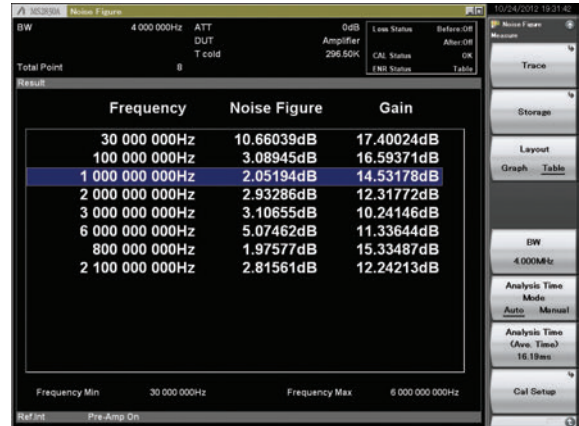 MS2830A Noise Figure
10/24/2012 19:31:42
BW 4 000 000Hz ATT 0dB
DUT Amplifier
T cold 296.50K
Total Point 8
Loss Status Before:Off
After:Off
CAL Status OK
ENR Status Table
Result
Frequency Noise Figure Gain
30 000 000Hz 10.66039dB 17.40024dB
100 000 000Hz 3.08945dB 16.59371dB
1 000 000 000Hz 2.05194dB 14.53178dB
2 000 000 000Hz 2.93286dB 12.31772dB
3 000 000 000Hz 3.10655dB 10.24146dB
6 000 000 000Hz 5.07462dB 11.33644dB
800 000 000Hz 1.97577dB 15.33487dB
2 100 000 000Hz 2.81561dB 12.24213dB
Frequency Min 30 000 000Hz Frequency Max 6 000 000 000Hz
Ref.Int Pre-Amp On
Noise Figure
Measure
Trace
Storage
Layout
Graph Table
BW
4.000MHz
Analysis Time
Mode
Auto Manual
Analysis Time
(Ave. Time)
16.19ms
Cal Setup